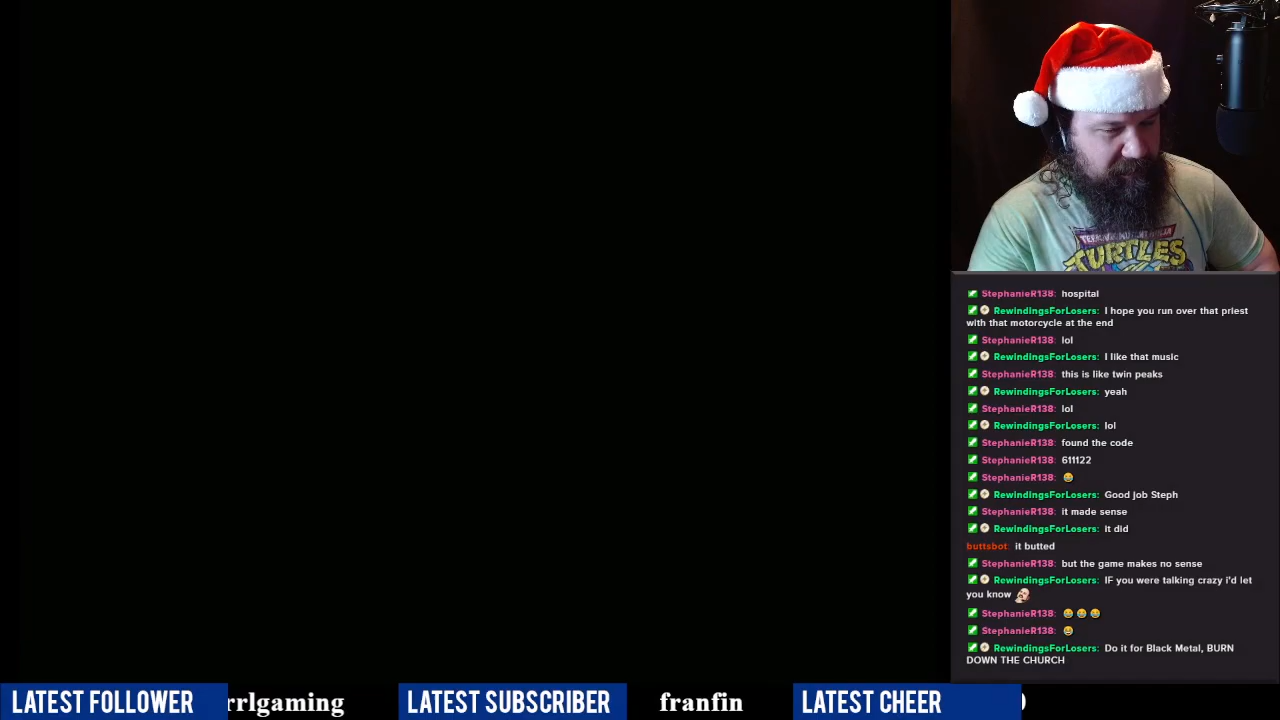 TEENAGE MUTANT NINJA
TURTLES
StephanieR138: hospital
RewindingsForLosers: I hope you run over that priest
with that motorcycle at the end
StephanieR138: lol
RewindingsForLosers: I like that music
StephanieR138: this is like twin peaks
RewindingsForLosers: yeah
StephanieR138: lol
RewindingsForLosers: lol
StephanieR138: found the code
StephanieR138: 611122
StephanieR138: 😂
RewindingsForLosers: Good job Steph
StephanieR138: it made sense
RewindingsForLosers: it did
buttsbot: it butted
StephanieR138: but the game makes no sense
RewindingsForLosers: IF you were talking crazy i'd let
you know
StephanieR138: 😂 😂 😂
StephanieR138: 😂
RewindingsForLosers: Do it for Black Metal, BURN
DOWN THE CHURCH
LATEST FOLLOWER rrlgaming LATEST SUBSCRIBER franfin LATEST CHEER